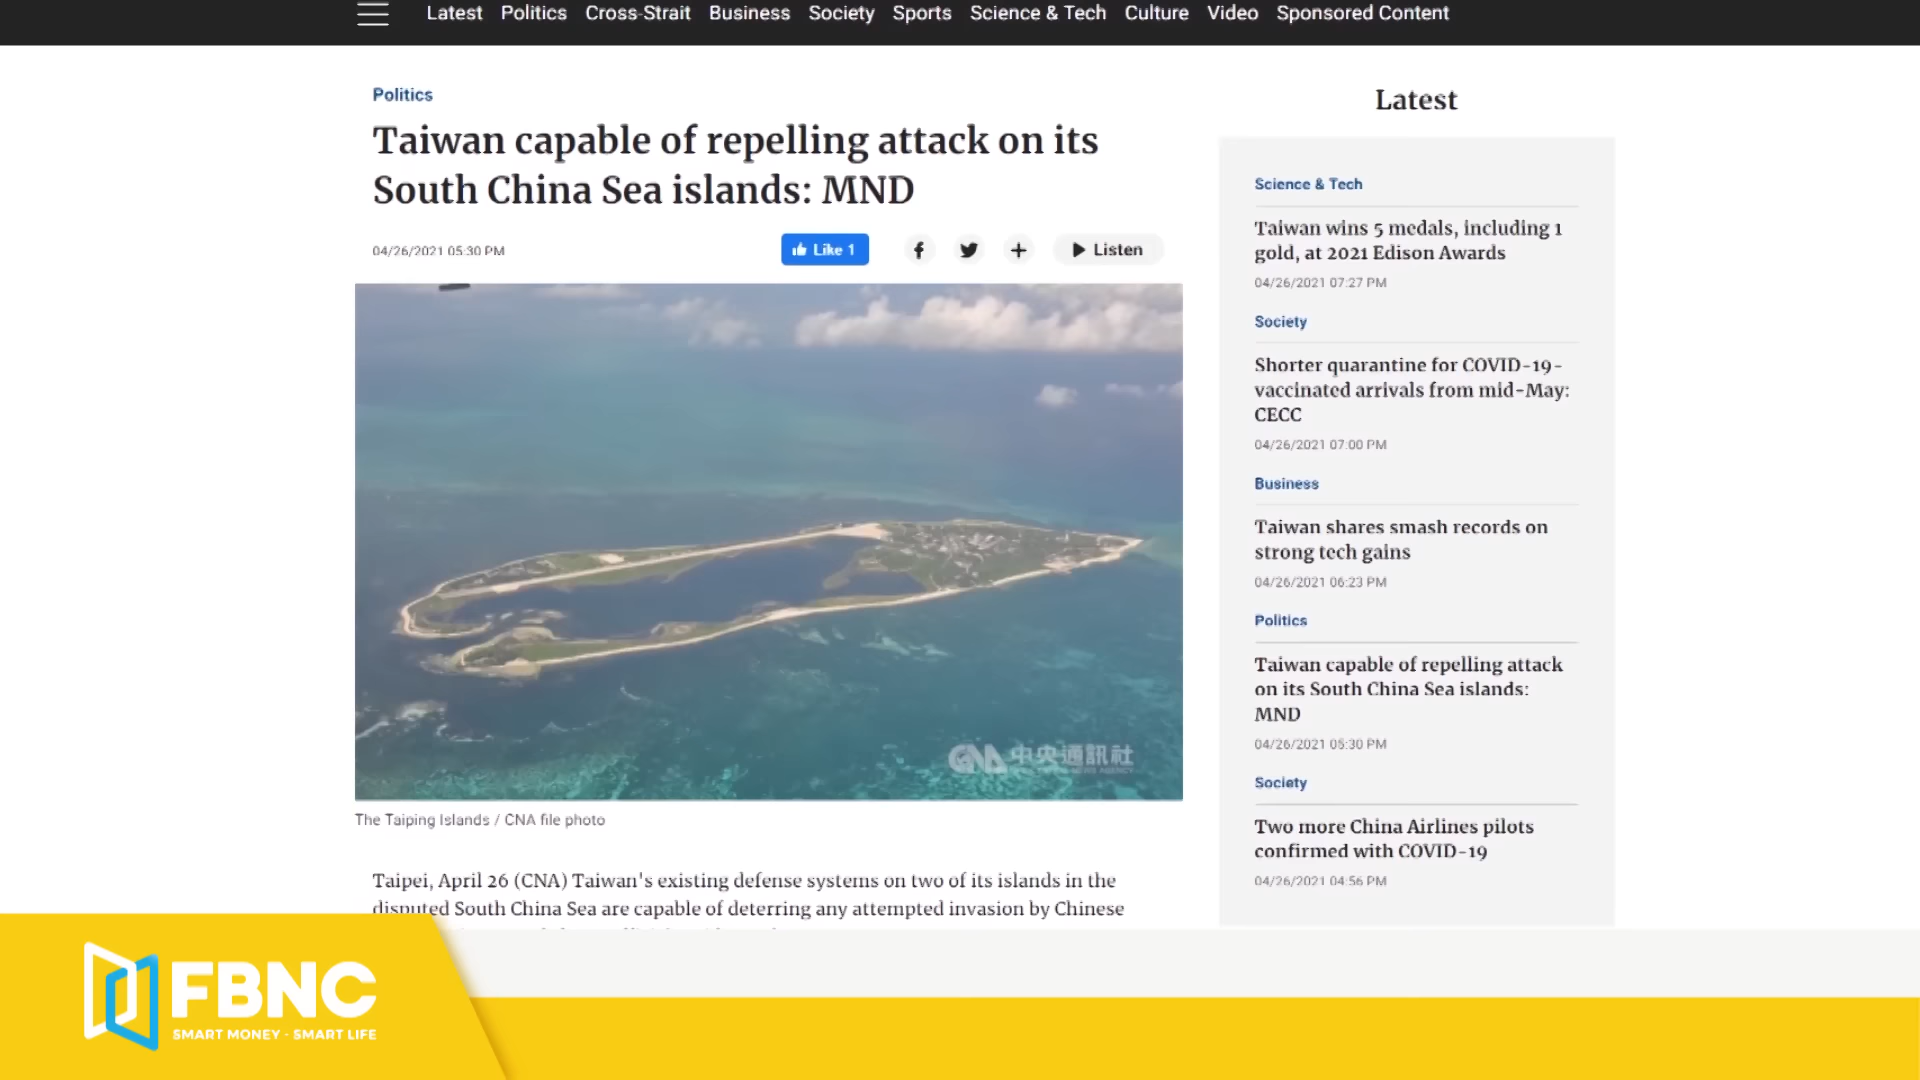 Latest Politics Cross-Strait Business Society Sports Science & Tech Culture Video Sponsored Content
Politics
Taiwan capable of repelling attack on its
South China Sea islands: MND
04/26/2021 05:30 PM
Like 1
Listen
中央通訊社
The Taiping Islands / CNA file photo
Taipei, April 26 (CNA) Taiwan's existing defense systems on two of its islands in the
disputed South China Sea are capable of deterring any attempted invasion by Chinese
Latest
Science & Tech
Taiwan wins 5 medals, including 1
gold, at 2021 Edison Awards
04/26/2021 07:27 PM
Society
Shorter quarantine for COVID-19-
vaccinated arrivals from mid-May:
CECC
04/26/2021 07:00 PM
Business
Taiwan shares smash records on
strong tech gains
04/26/2021 06:23 PM
Politics
Taiwan capable of repelling attack
on its South China Sea islands:
MND
04/26/2021 05:30 PM
Society
Two more China Airlines pilots
confirmed with COVID-19
04/26/2021 04:56 PM
FBNC
SMART MONEY - SMART LIFE